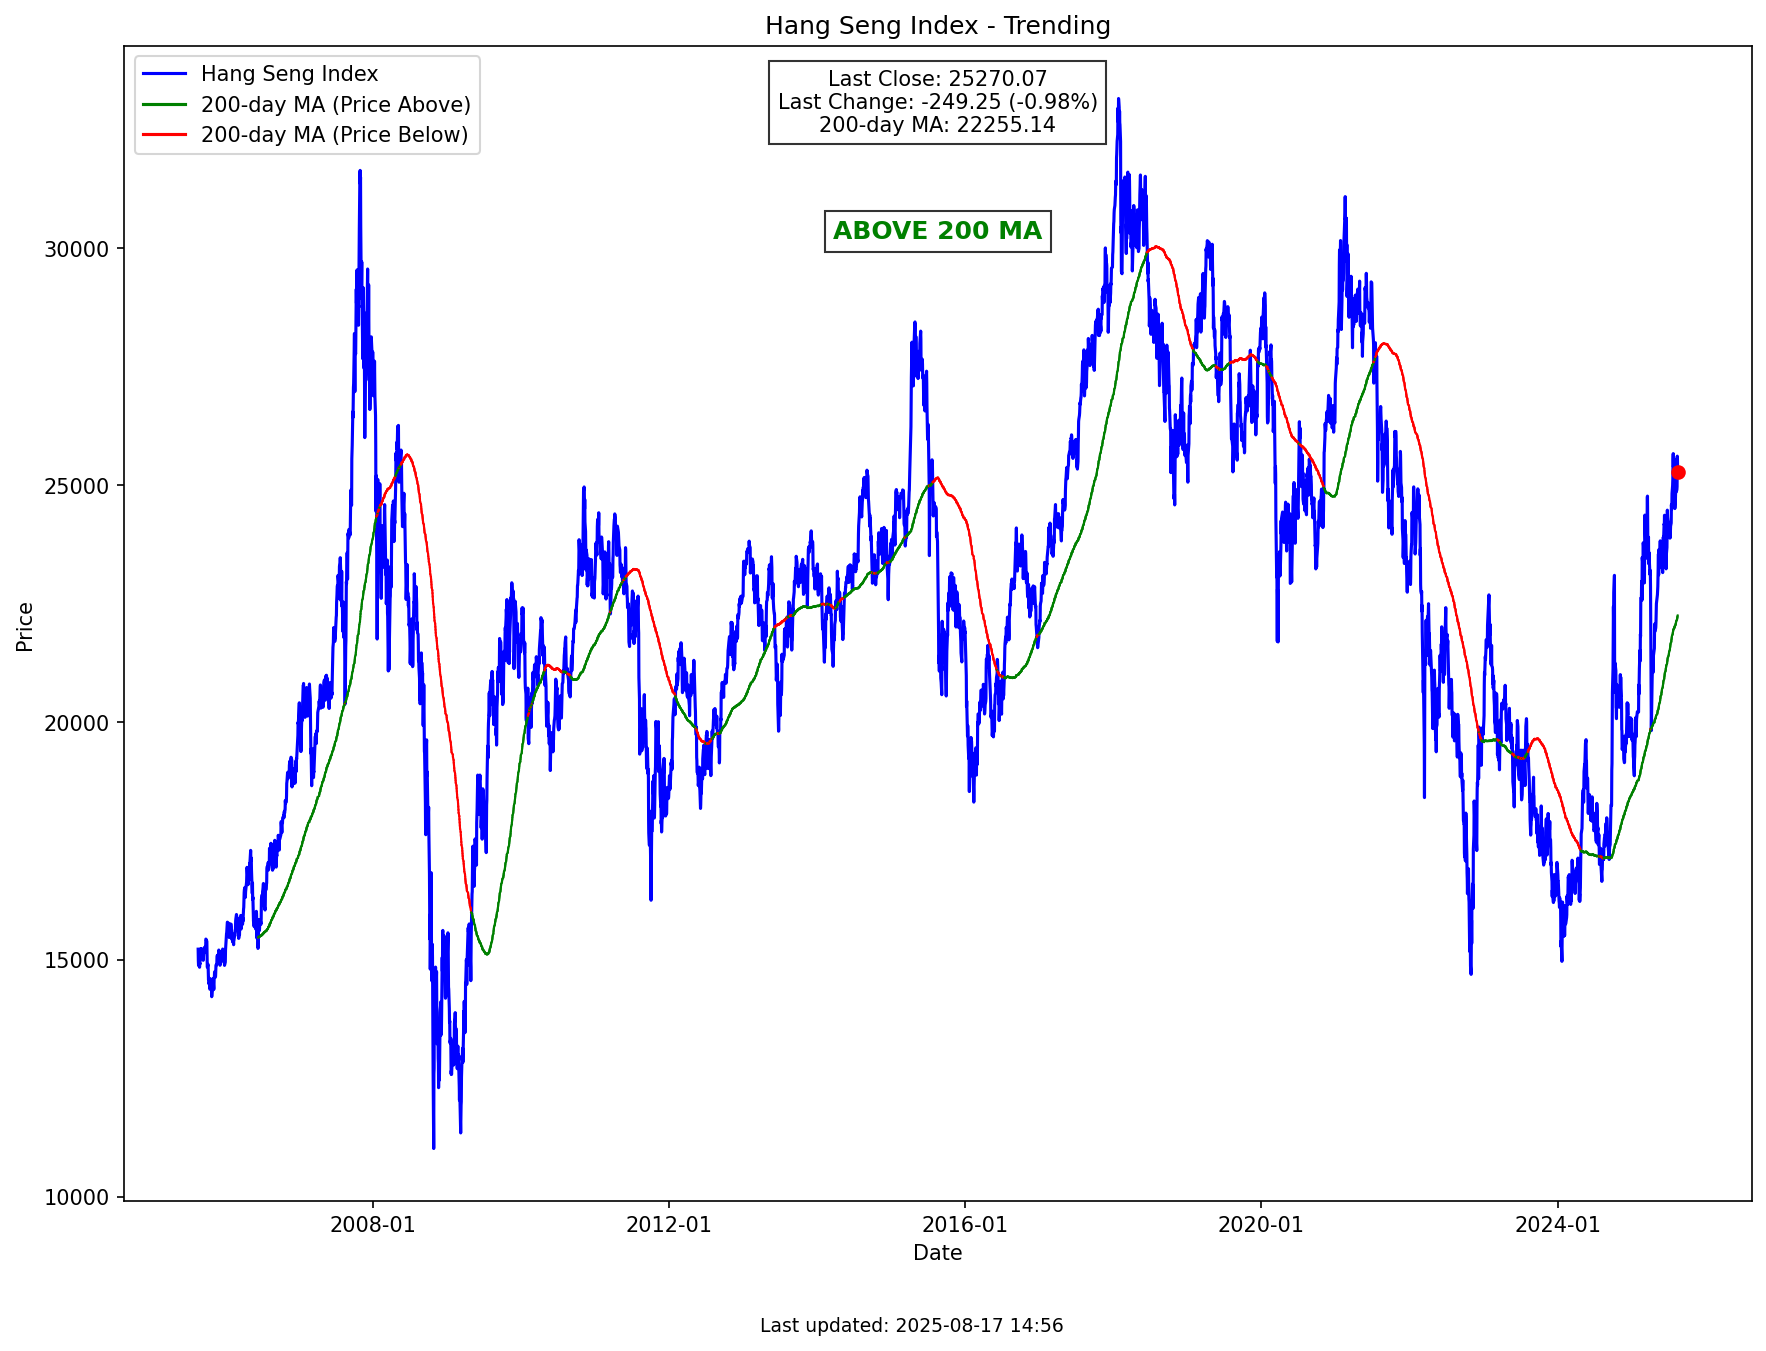 Hang Seng Index - Trending
Hang Seng Index
200-day MA (Price Above)
200-day MA (Price Below)
Last Close: 25270.07
Last Change: -249.25 (-0.98%)
200-day MA: 22255.14
ABOVE 200 MA
Price
30000
25000
20000
15000
10000
2008-01
2012-01
2016-01
2020-01
2024-01
Date
Last updated: 2025-08-17 14:56